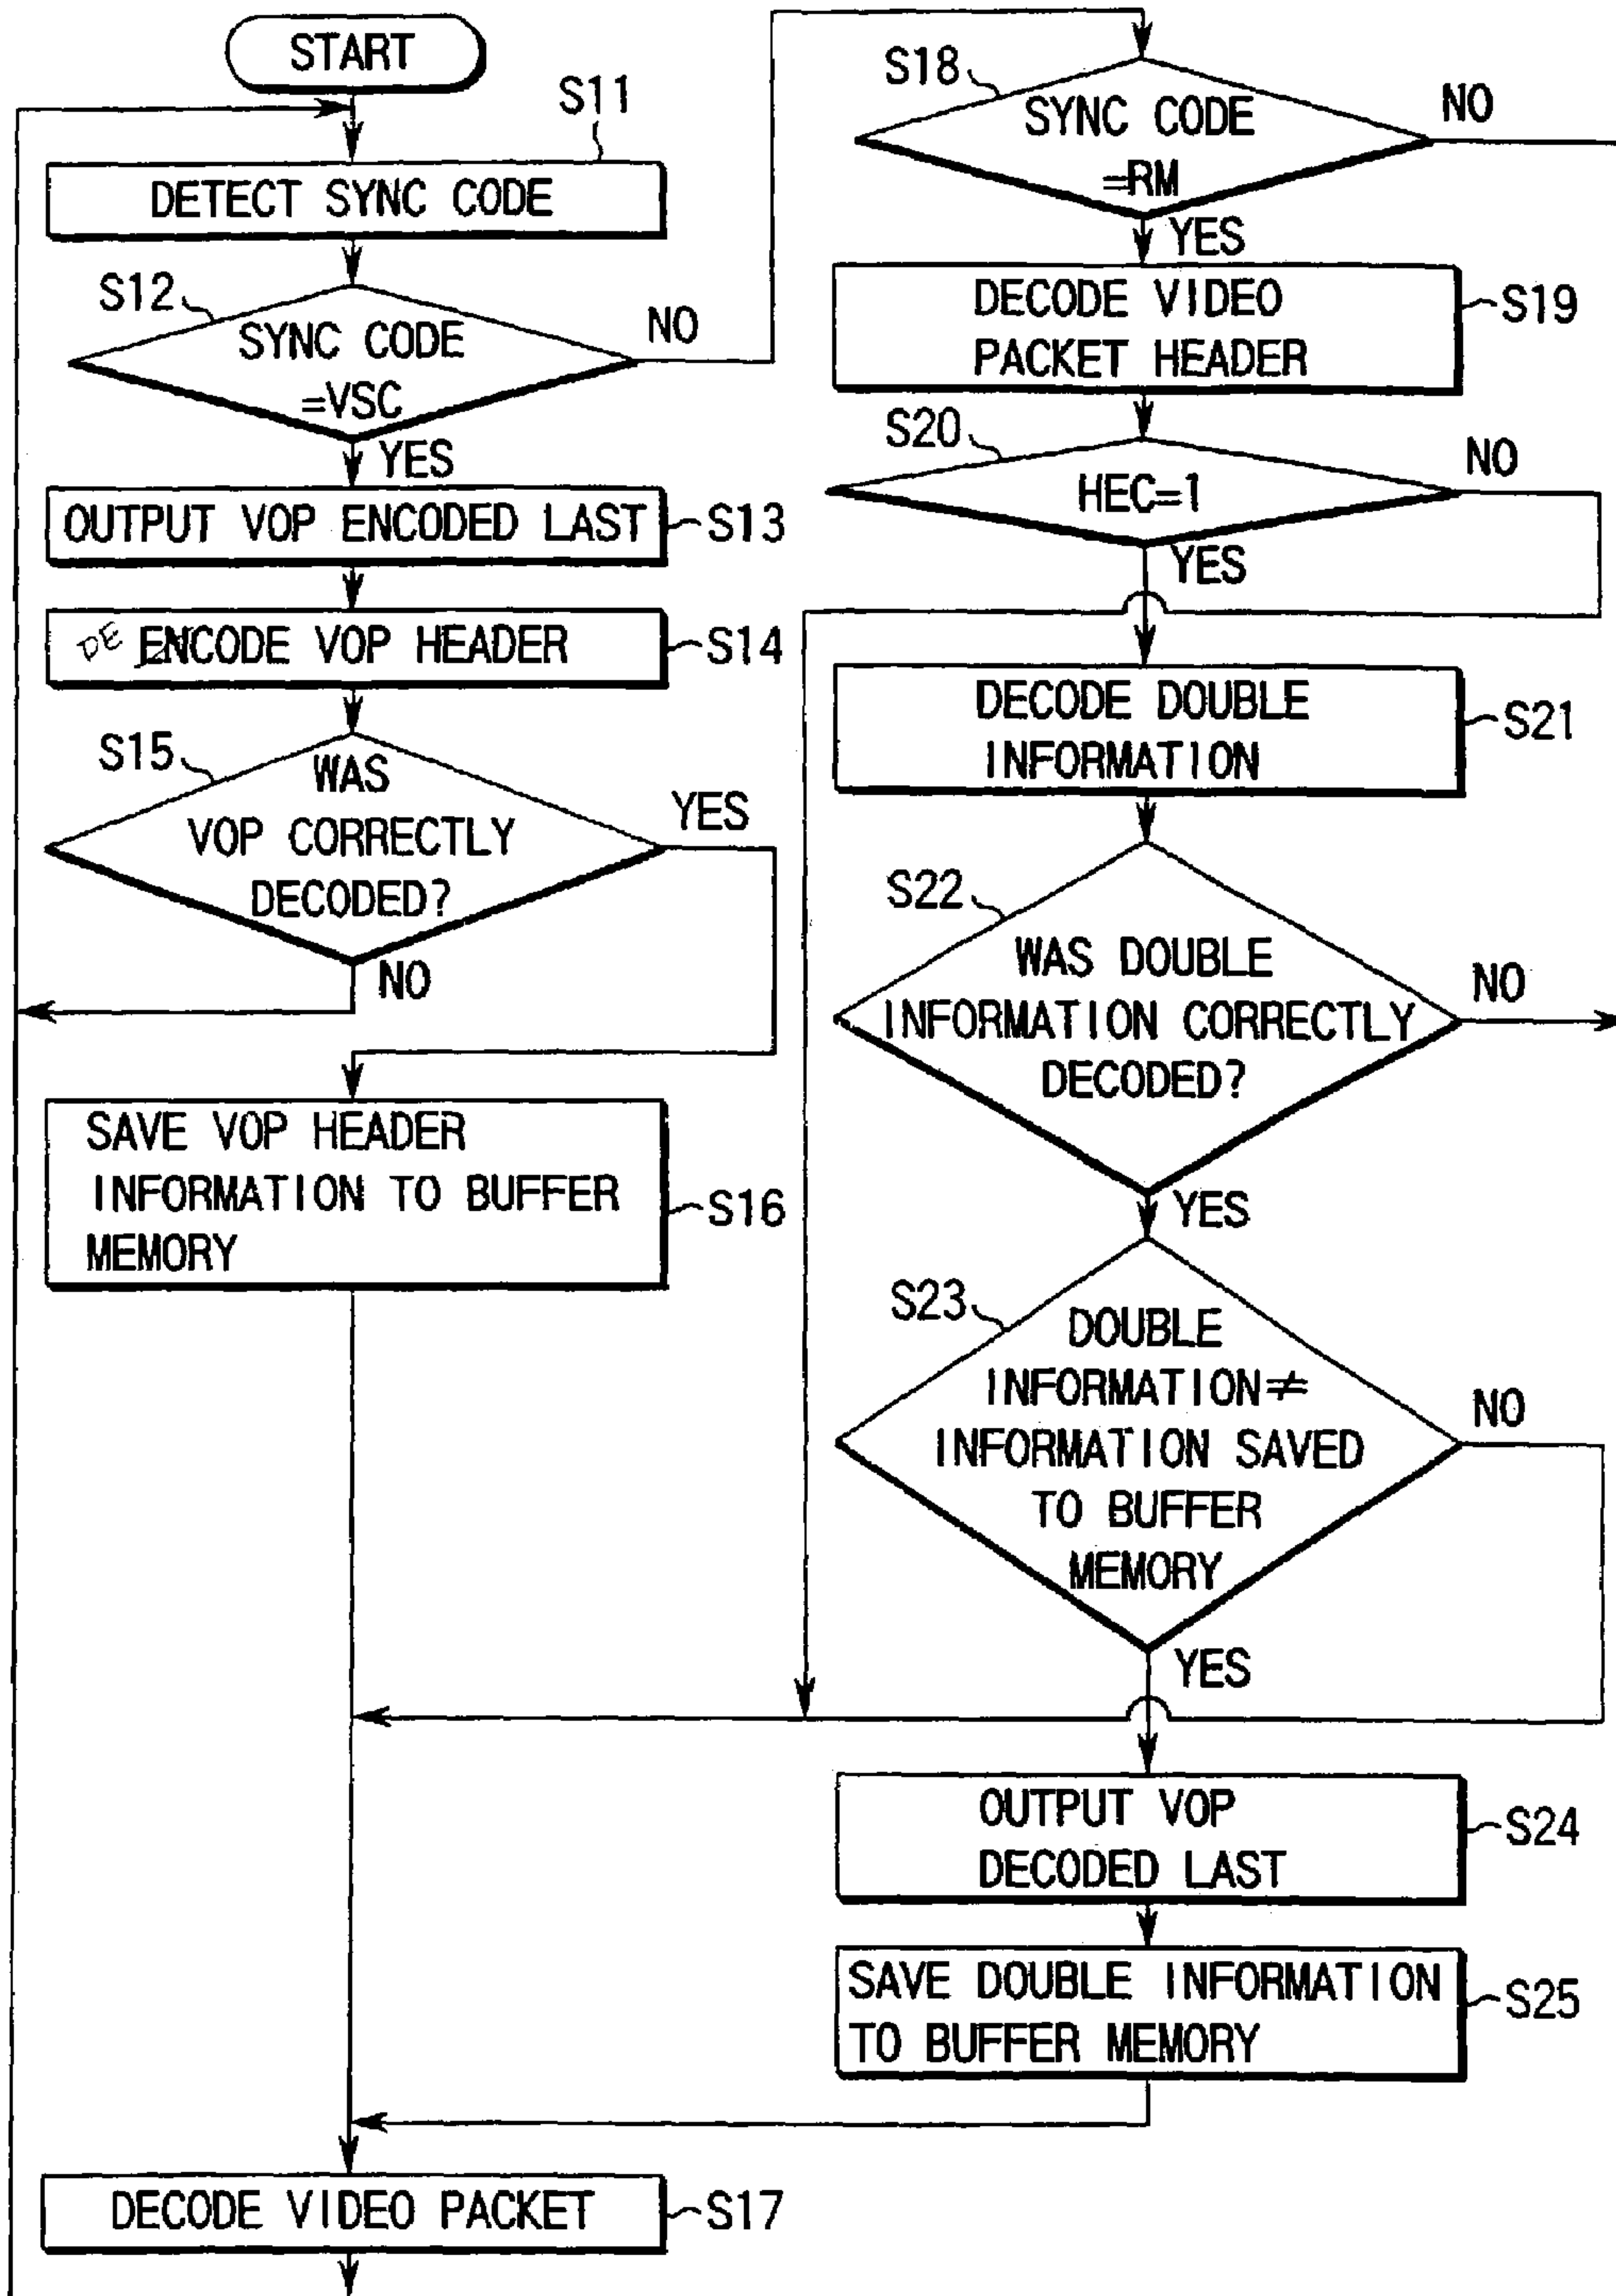 START
S11
DETECT SYNC CODE
S12
SYNC CODE
=VSC
NO
YES
OUTPUT VOP ENCODED LAST
S13
DE ENCODE VOP HEADER
S14
S15
WAS
VOP CORRECTLY
DECODED?
YES
NO
SAVE VOP HEADER
INFORMATION TO BUFFER
MEMORY
S16
DECODE VIDEO PACKET
S17
S18
SYNC CODE
=RM
NO
YES
DECODE VIDEO
PACKET HEADER
S19
S20
HEC=1
NO
YES
DECODE DOUBLE
INFORMATION
S21
S22
WAS DOUBLE
INFORMATION CORRECTLY
DECODED?
NO
YES
S23
DOUBLE
INFORMATION≠
INFORMATION SAVED
TO BUFFER
MEMORY
NO
YES
OUTPUT VOP
DECODED LAST
S24
SAVE DOUBLE INFORMATION
TO BUFFER MEMORY
S25